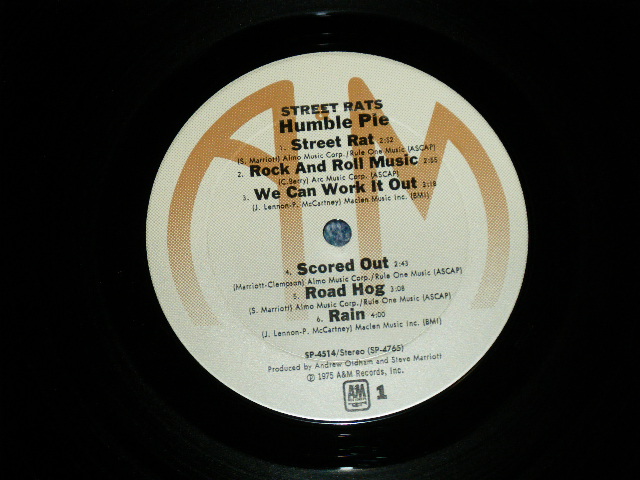 STREET RATS
Humble Pie
1. Street Rat 2:52
(S. Marriott) Almo Music Corp./Rule One Music (ASCAP)
2. Rock And Roll Music 2:55
(C. Berry) Arc Music Corp. (ASCAP)
3. We Can Work It Out 3:18
(J. Lennon-P. McCartney) Maclen Music Inc. (BMI)
4. Scored Out 2:43
(Marriott-Clempson) Almo Music Corp./Rule One Music (ASCAP)
5. Road Hog 3:08
(S. Marriott) Almo Music Corp./Rule One Music (ASCAP)
6. Rain 4:00
(J. Lennon-P. McCartney) Maclen Music Inc. (BMI)
SP-4514/Stereo (SP-4765)
Produced by Andrew Oldham and Steve Marriott
℗ 1975 A&M Records, Inc.
A&M 1